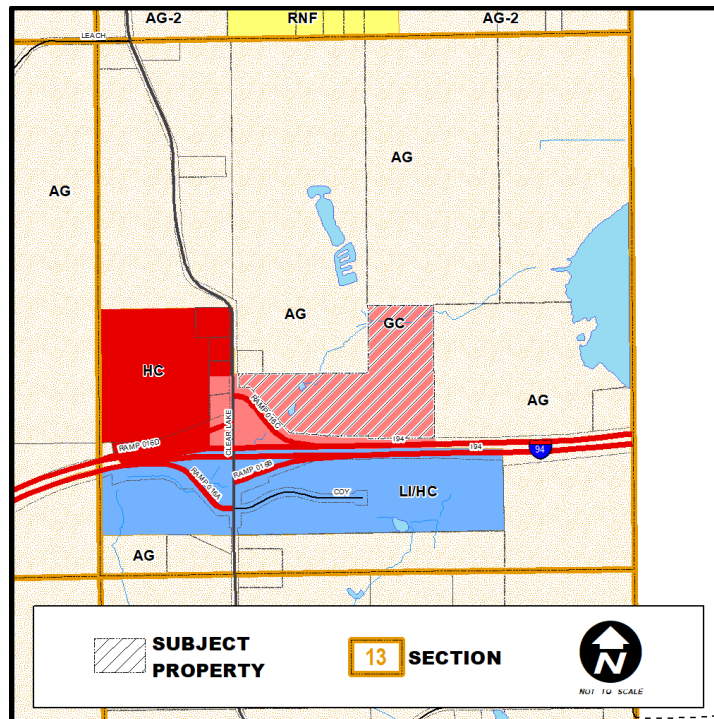 AG-2
RNF
AG-2
LEACH
AG
AG
AG
GC
HC
AG
RAMP 016C
CLEAR LAKE
RAMP 016D
I94
I94
94
RAMP 016B
RAMP 016A
COY
LI/HC
AG
SUBJECT
PROPERTY
13
SECTION
N
NOT TO SCALE